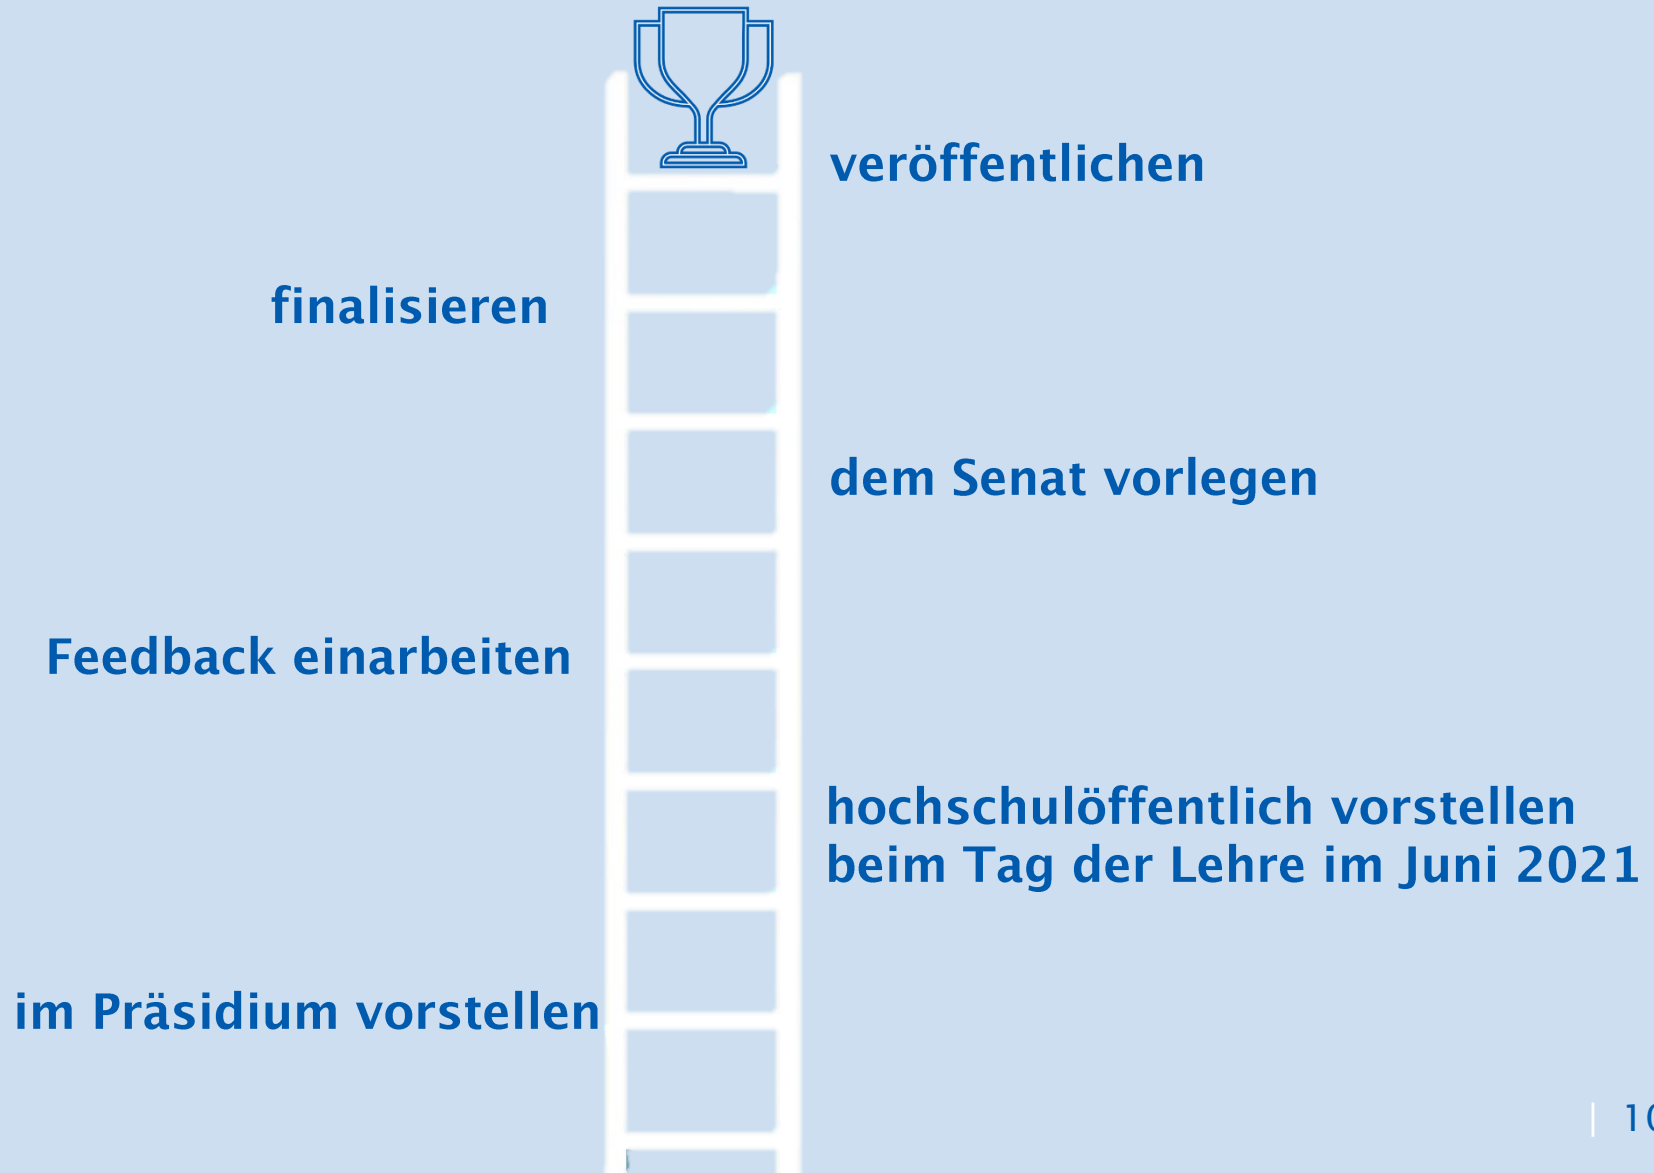 veröffentlichen
finalisieren
dem Senat vorlegen
Feedback einarbeiten
hochschulöffentlich vorstellen
beim Tag der Lehre im Juni 2021
im Präsidium vorstellen
| 10